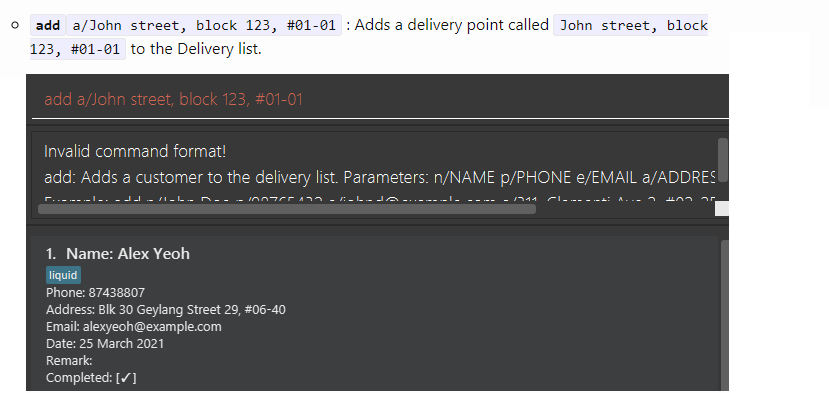 add a/John street, block 123, #01-01 : Adds a delivery point called John street, block
123, #01-01 to the Delivery list.
add a/John street, block 123, #01-01
Invalid command format!
add: Adds a customer to the delivery list. Parameters: n/NAME p/PHONE e/EMAIL a/ADDRES
1. Name: Alex Yeoh
liquid
Phone: 87438807
Address: Blk 30 Geylang Street 29, #06-40
Email: alexyeoh@example.com
Date: 25 March 2021
Remark:
Completed: [✓]